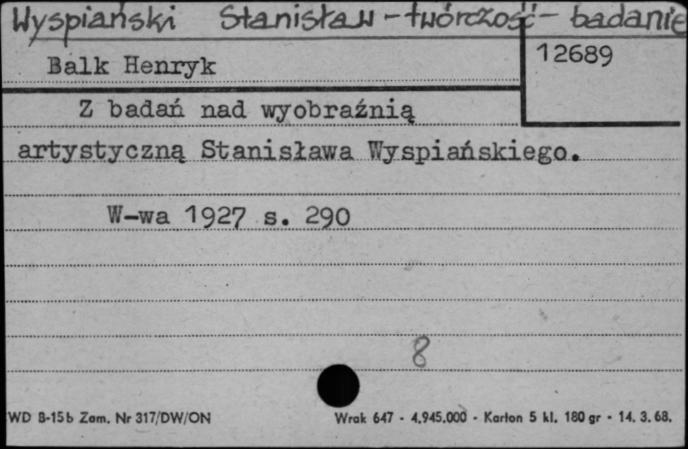 Wyspiański Stanisław – twórczość – badanie
Balk Henryk
12689
Z badań nad wyobraźnią
artystyczną Stanisława Wyspiańskiego.
W-wa 1927 s. 290
8
WD B-15b Zam. Nr 317/DW/ON
Wrak 647 - 4.945.000 - Karton 5 kl. 180 gr - 14. 3. 68.